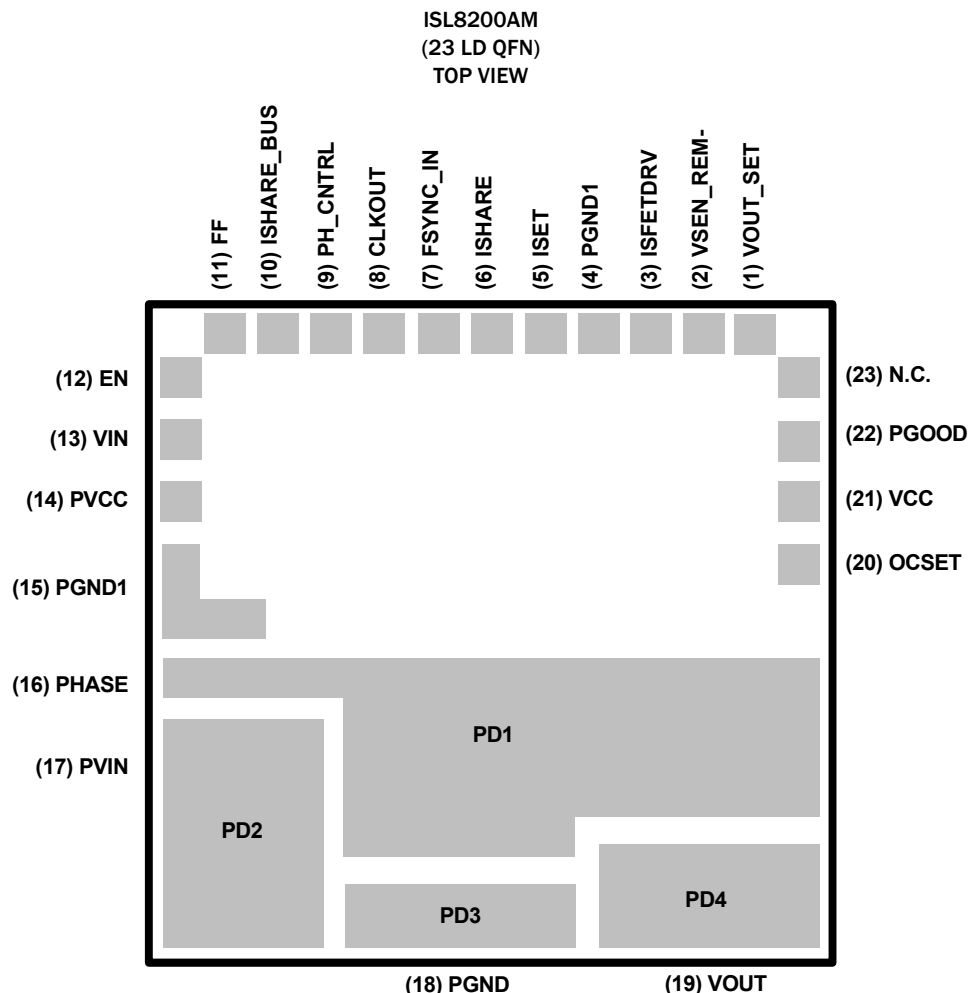 ISL8200AM
(23 LD QFN)
TOP VIEW
(11) FF
(10) ISHARE_BUS
(9) PH_CNTRL
(8) CLKOUT
(7) FSYNC_IN
(6) ISHARE
(5) ISET
(4) PGND1
(3) ISFETDRV
(2) VSEN_REM-
(1) VOUT_SET
(12) EN
(23) N.C.
(13) VIN
(22) PGOOD
(14) PVCC
(21) VCC
(15) PGND1
(20) OCSET
(16) PHASE
PD1
(17) PVIN
PD2
PD3
PD4
(18) PGND
(19) VOUT